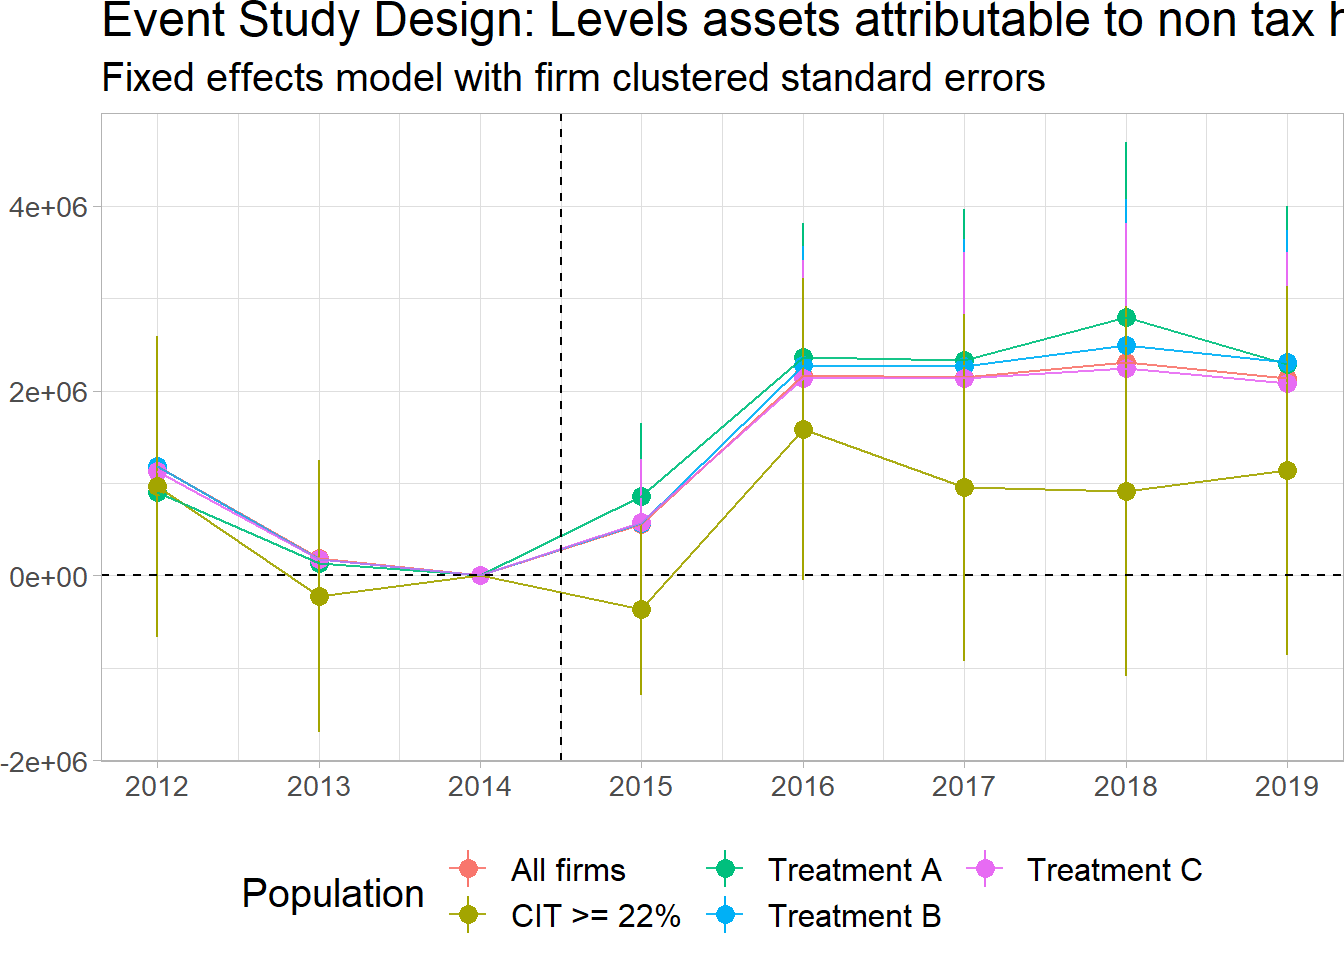 Event Study Design: Levels assets attributable to non tax
Fixed effects model with firm clustered standard errors
4e+06
2e+06
0e+00
-2e+06
2012 2013 2014 2015 2016 2017 2018 2019
Population
All firms Treatment A Treatment C
CIT >= 22% Treatment B